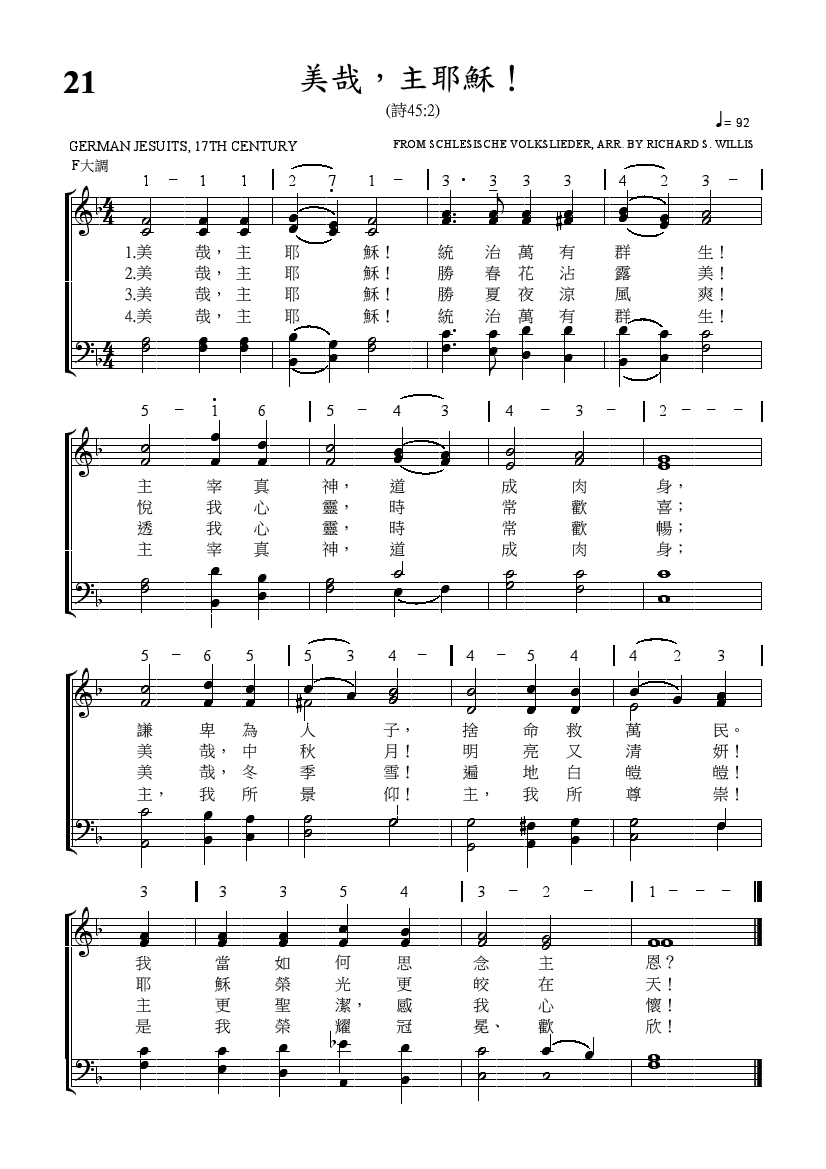 21
美哉，主耶穌！
(詩45:2)
♩= 92
GERMAN JESUITS, 17TH CENTURY
FROM SCHLESISCHE VOLKSLIEDER, ARR. BY RICHARD S. WILLIS
F大調
1 – 1 1 | 2 7̣ 1 – | 3 · 3 3 3 | 4 2 3 – |
1.美 哉， 主 耶 穌！ 統 治 萬 有 群 生！
2.美 哉， 主 耶 穌！ 勝 春 花 沾 露 美！
3.美 哉， 主 耶 穌！ 勝 夏 夜 涼 風 爽！
4.美 哉， 主 耶 穌！ 統 治 萬 有 群 生！
5 – 1̇ 6 | 5 – 4 3 | 4 – 3 – | 2 – – – |
主 宰 真 神， 道 成 肉 身，
悅 我 心 靈， 時 常 歡 喜；
透 我 心 靈， 時 常 歡 暢；
主 宰 真 神， 道 成 肉 身；
5 – 6 5 | 5 3 4 – | 4 – 5 4 | 4 2 3 |
謙 卑 為 人 子， 捨 命 救 萬 民。
美 哉， 中 秋 月！ 明 亮 又 清 妍！
美 哉， 冬 季 雪！ 遍 地 白 皚 皚！
主， 我 所 景 仰！ 主， 我 所 尊 崇！
3 | 3 3 5 4 | 3 – 2 – | 1 – – –
我 當 如 何 思 念 主 恩？
耶 穌 榮 光 更 皎 在 天！
主 更 聖 潔， 感 我 心 懷！
是 我 榮 耀 冠 冕、 歡 欣！